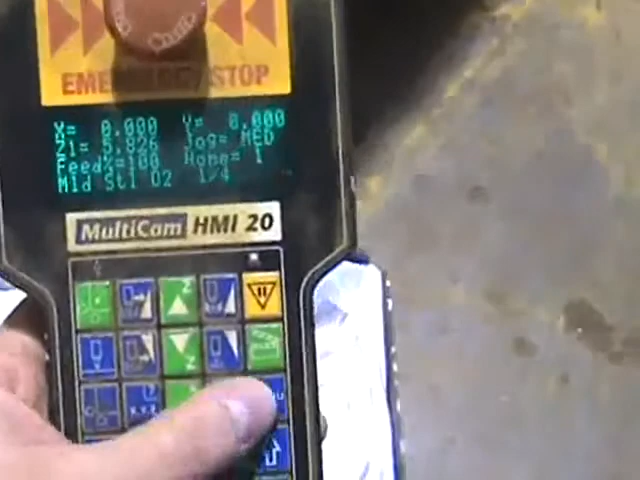 EMERGENCY STOP
X= 0.000 Y= 0.000
Z1= 5.826 Jog= MED
Feed%=100 Home= 1
Mld Stl O2 1/4
MultiCam HMI 20
Z
Z
X,Y,Z